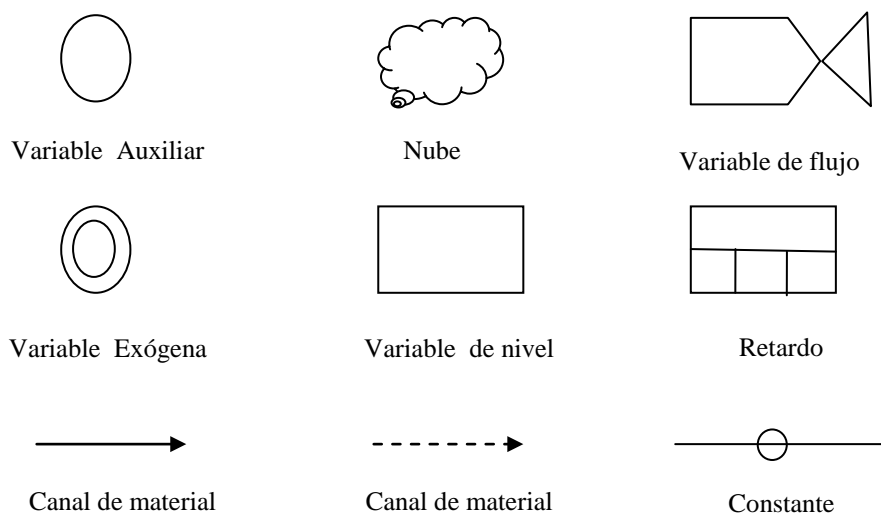 Variable Auxiliar
Nube
Variable de flujo
Variable Exógena
Variable de nivel
Retardo
Canal de material
Canal de material
Constante